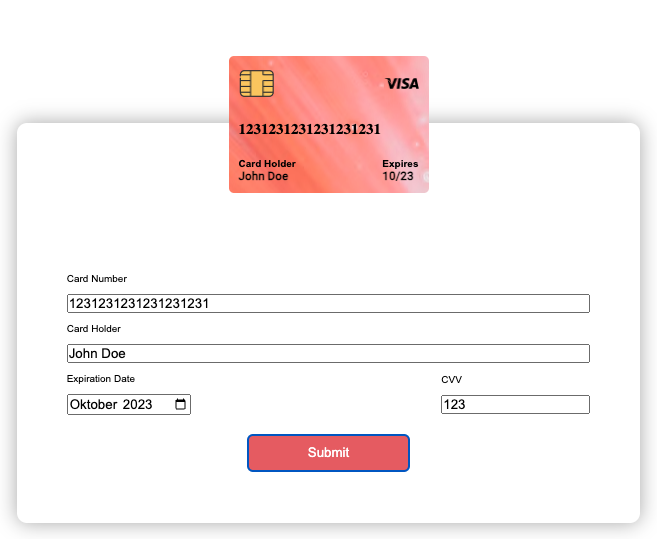 VISA
1231231231231231231
Card Holder Expires
John Doe 10/23
Card Number
1231231231231231231
Card Holder
John Doe
Expiration Date CVV
Oktober 2023 123
Submit